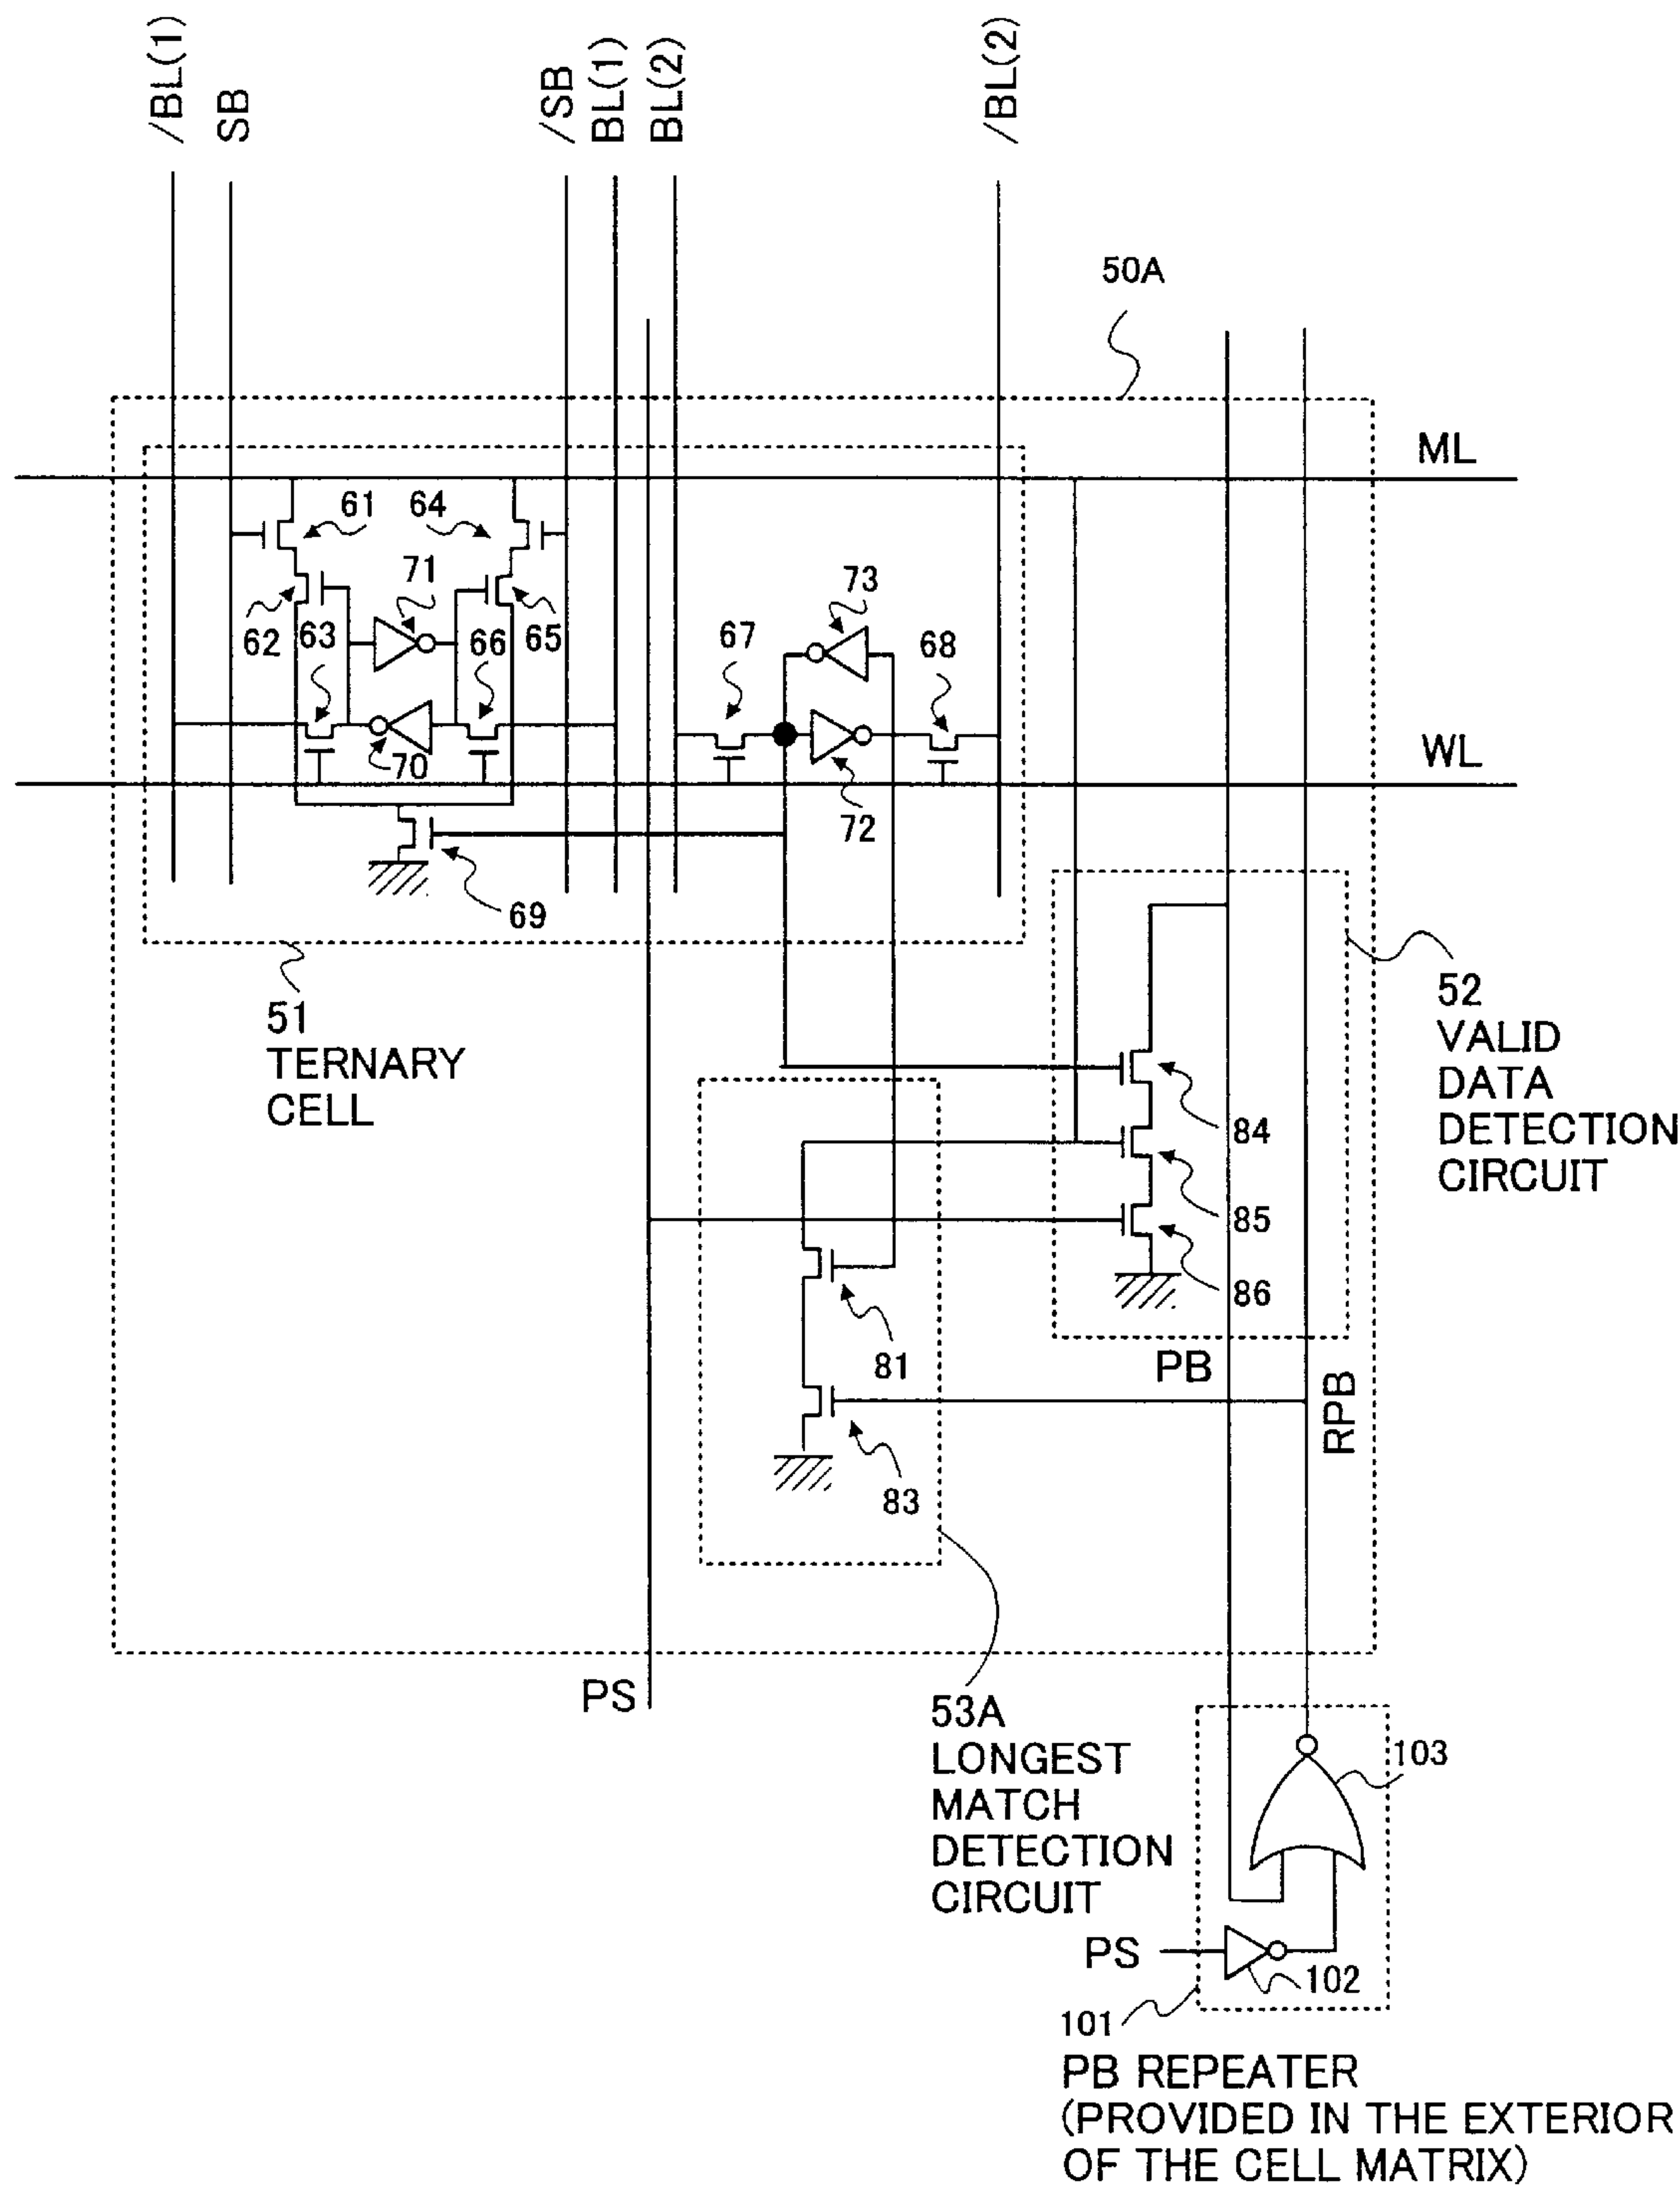 /BL(1)
SB
/SB
BL(1)
BL(2)
/BL(2)
50A
ML
61
64
71
73
62
63
66
65
67
68
70
WL
72
69
51
TERNARY
CELL
52
VALID
DATA
DETECTION
CIRCUIT
84
85
86
81
PB
RPB
83
PS
53A
LONGEST
MATCH
DETECTION
CIRCUIT
103
PS
102
101
PB REPEATER
(PROVIDED IN THE EXTERIOR
OF THE CELL MATRIX)